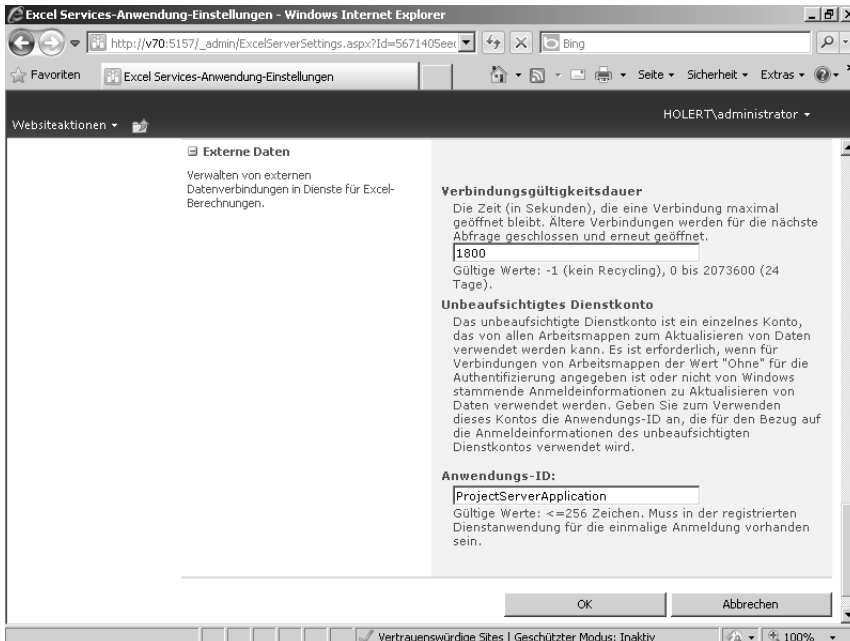 Excel Services-Anwendung-Einstellungen - Windows Internet Explorer
http://v70:5157/_admin/ExcelServerSettings.aspx?Id=5671405eec
Bing
Favoriten
Excel Services-Anwendung-Einstellungen
Seite
Sicherheit
Extras
HOLERT\administrator
Websiteaktionen
Externe Daten
Verwalten von externen
Datenverbindungen in Dienste für Excel-
Berechnungen.
Verbindungsgültigkeitsdauer
Die Zeit (in Sekunden), die eine Verbindung maximal
geöffnet bleibt. Ältere Verbindungen werden für die nächste
Abfrage geschlossen und erneut geöffnet.
1800
Gültige Werte: -1 (kein Recycling), 0 bis 2073600 (24
Tage).
Unbeaufsichtigtes Dienstkonto
Das unbeaufsichtigte Dienstkonto ist ein einzelnes Konto,
das von allen Arbeitsmappen zum Aktualisieren von Daten
verwendet werden kann. Es ist erforderlich, wenn für
Verbindungen von Arbeitsmappen der Wert "Ohne" für die
Authentifizierung angegeben ist oder nicht von Windows
stammende Anmeldeinformationen zu Aktualisieren von
Daten verwendet werden. Geben Sie zum Verwenden
dieses Kontos die Anwendungs-ID an, die für den Bezug auf
die Anmeldeinformationen des unbeaufsichtigten
Dienstkontos verwendet wird.
Anwendungs-ID:
ProjectServerApplication
Gültige Werte: <=256 Zeichen. Muss in der registrierten
Dienstanwendung für die einmalige Anmeldung vorhanden
sein.
OK
Abbrechen
Vertrauenswürdige Sites | Geschützter Modus: Inaktiv
100%